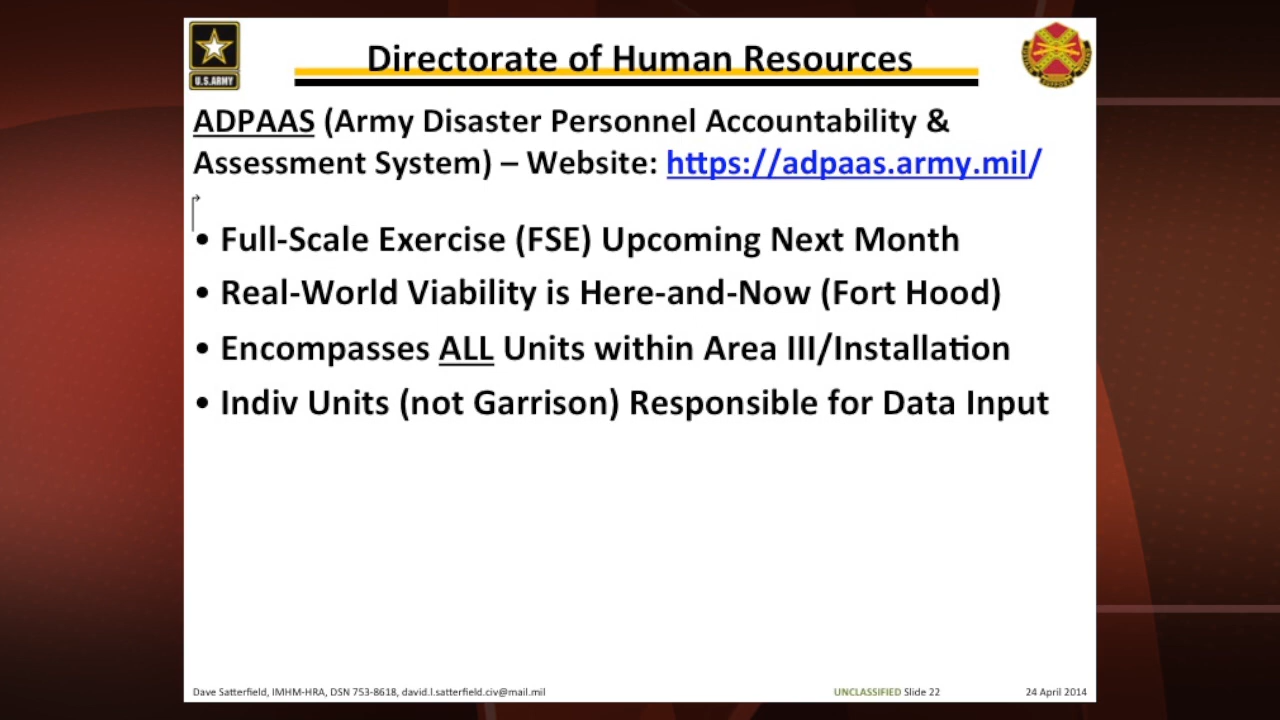 U.S.ARMY
Directorate of Human Resources
ADPAAS (Army Disaster Personnel Accountability &
Assessment System) – Website: https://adpaas.army.mil/
• Full-Scale Exercise (FSE) Upcoming Next Month
• Real-World Viability is Here-and-Now (Fort Hood)
• Encompasses ALL Units within Area III/Installation
• Indiv Units (not Garrison) Responsible for Data Input
Dave Satterfield, IMHM-HRA, DSN 753-8618, david.l.satterfield.civ@mail.mil UNCLASSIFIED Slide 22 24 April 2014